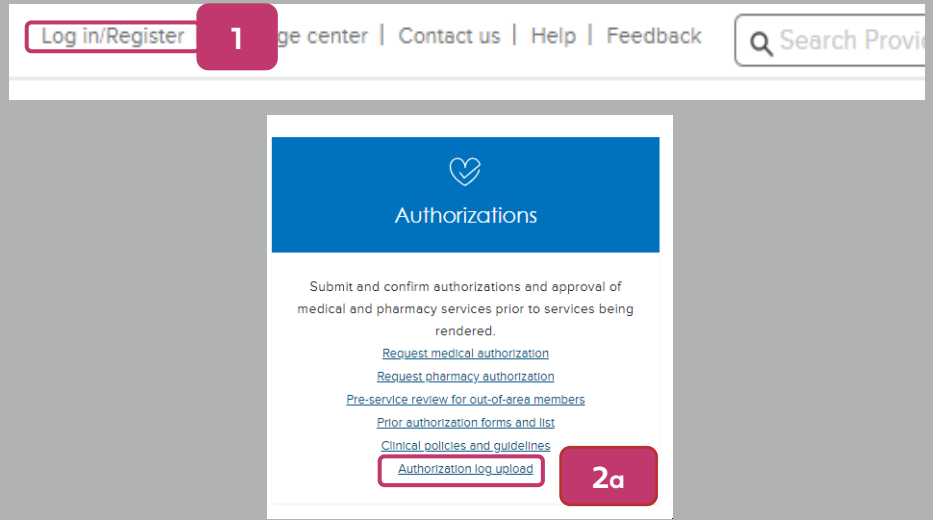 Log in/Register 1 ge center | Contact us | Help | Feedback Search Provi
Authorizations
Submit and confirm authorizations and approval of
medical and pharmacy services prior to services being
rendered.
Request medical authorization
Request pharmacy authorization
Pre-service review for out-of-area members
Prior authorization forms and list
Clinical policies and guidelines
Authorization log upload 2a